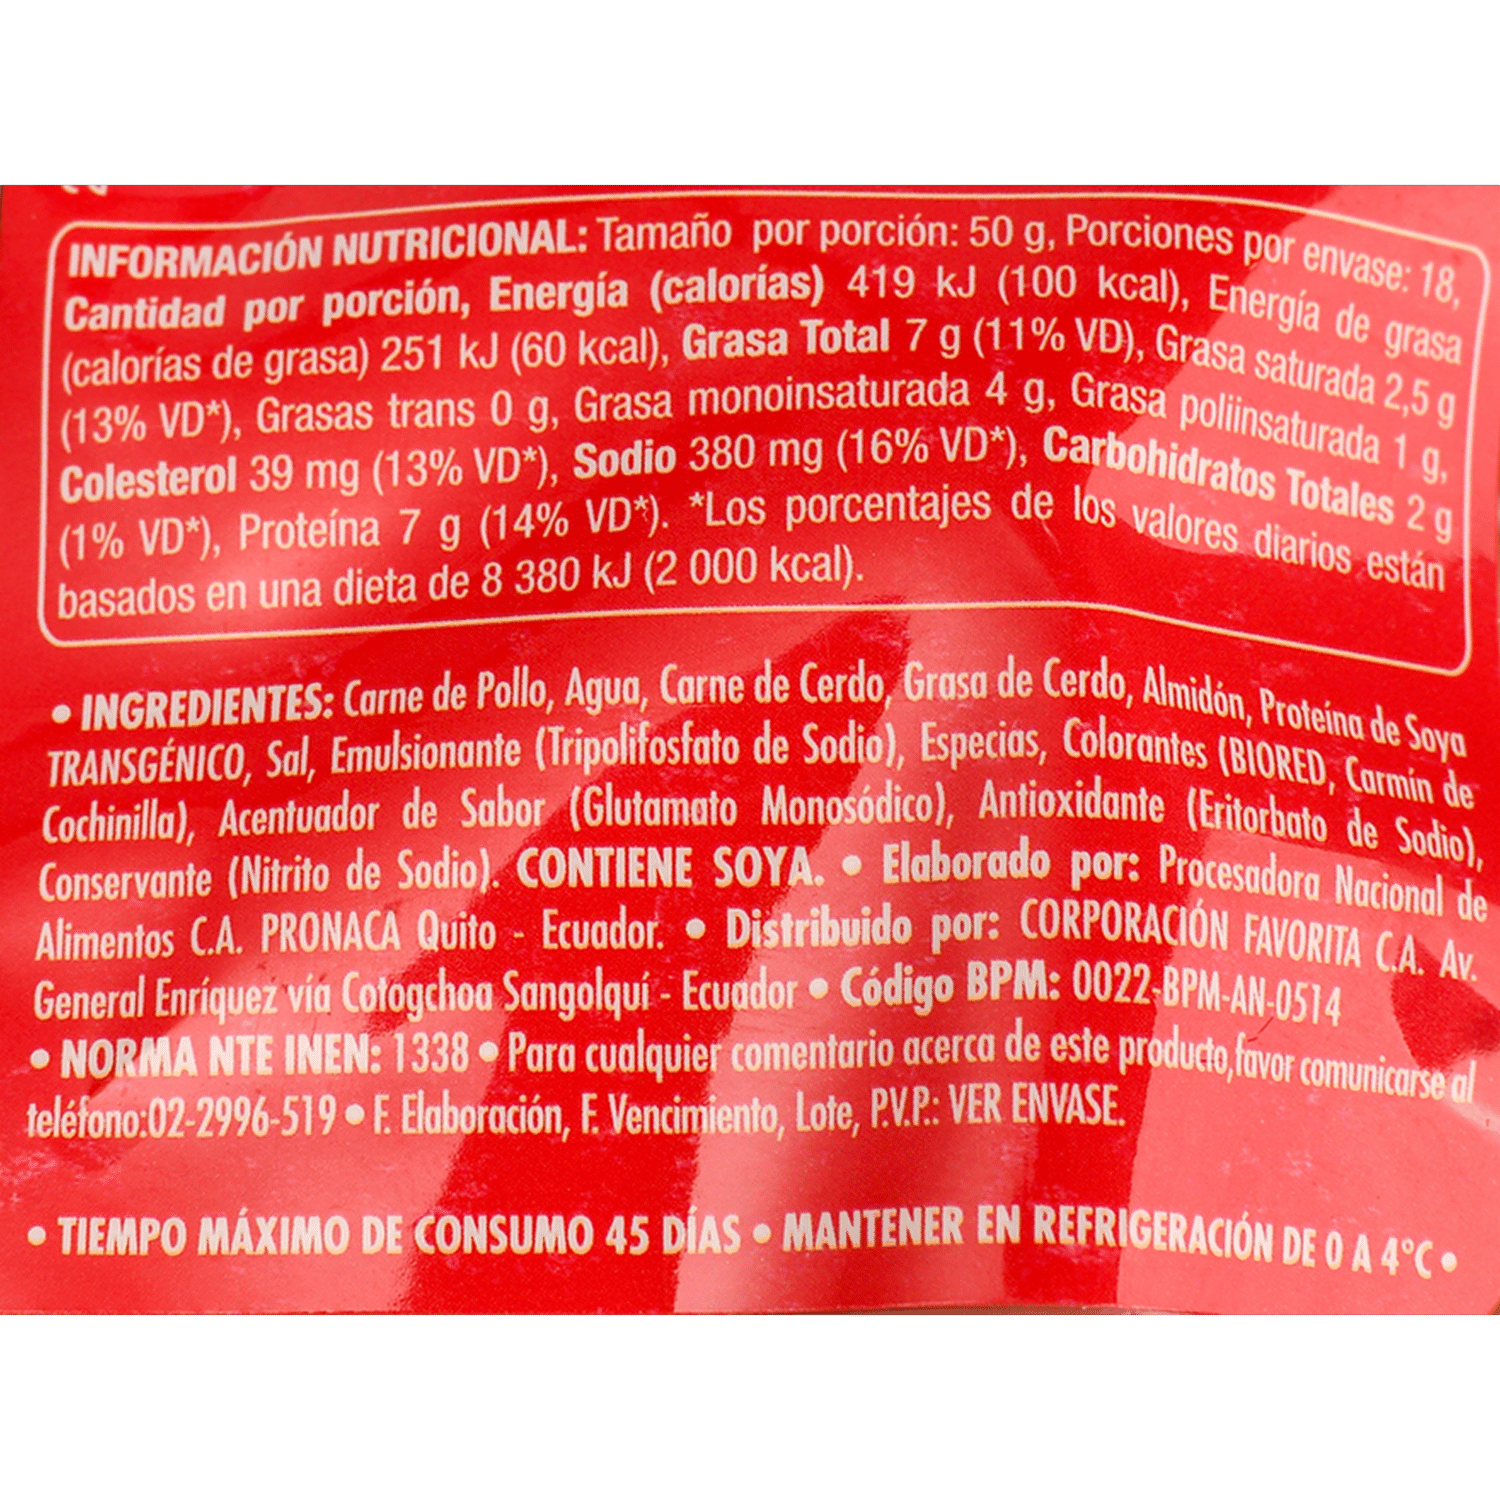 INFORMACIÓN NUTRICIONAL: Tamaño por porción: 50 g, Porciones por envase: 18,
Cantidad por porción, Energía (calorías) 419 kJ (100 kcal), Energía de grasa
(calorías de grasa) 251 kJ (60 kcal), Grasa Total 7 g (11% VD), Grasa saturada 2,5 g
(13% VD*), Grasas trans 0 g, Grasa monoinsaturada 4 g, Grasa poliinsaturada 1 g,
Colesterol 39 mg (13% VD*), Sodio 380 mg (16% VD*), Carbohidratos Totales 2 g
(1% VD*), Proteína 7 g (14% VD*). *Los porcentajes de los valores diarios están
basados en una dieta de 8 380 kJ (2 000 kcal).
• INGREDIENTES: Carne de Pollo, Agua, Carne de Cerdo, Grasa de Cerdo, Almidón, Proteína de Soya
TRANSGÉNICO, Sal, Emulsionante (Tripolifosfato de Sodio), Especias, Colorantes (BIORED, Carmín de
Cochinilla), Acentuador de Sabor (Glutamato Monosódico), Antioxidante (Eritorbato de Sodio),
Conservante (Nitrito de Sodio). CONTIENE SOYA. • Elaborado por: Procesadora Nacional de
Alimentos C.A. PRONACA Quito - Ecuador. • Distribuido por: CORPORACIÓN FAVORITA C.A. Av.
General Enríquez vía Cotogchoa Sangolquí - Ecuador • Código BPM: 0022-BPM-AN-0514
• NORMA NTE INEN: 1338 • Para cualquier comentario acerca de este producto,favor comunicarse al
teléfono:02-2996-519 • F. Elaboración, F. Vencimiento, Lote, P.V.P.: VER ENVASE.
• TIEMPO MÁXIMO DE CONSUMO 45 DÍAS • MANTENER EN REFRIGERACIÓN DE 0 A 4°C •